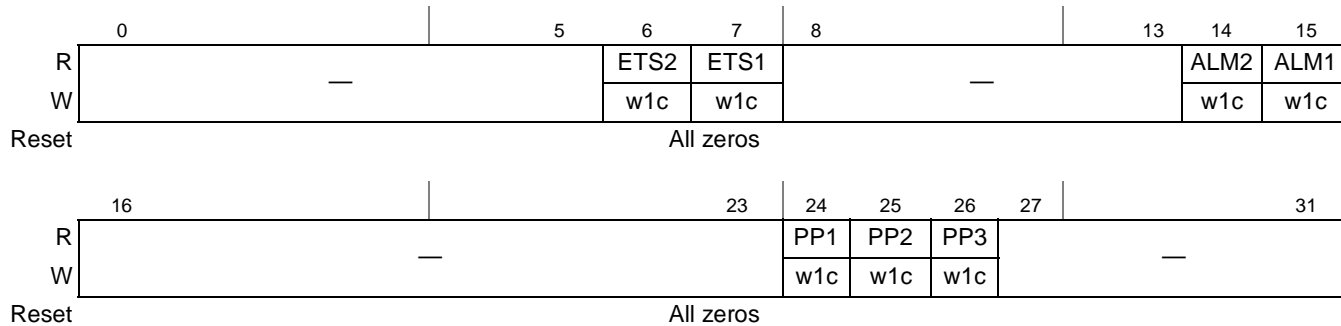 0 5 6 7 8 13 14 15
R — ETS2 ETS1 — ALM2 ALM1
W w1c w1c w1c w1c
Reset All zeros
16 23 24 25 26 27 31
R — PP1 PP2 PP3 —
W w1c w1c w1c
Reset All zeros